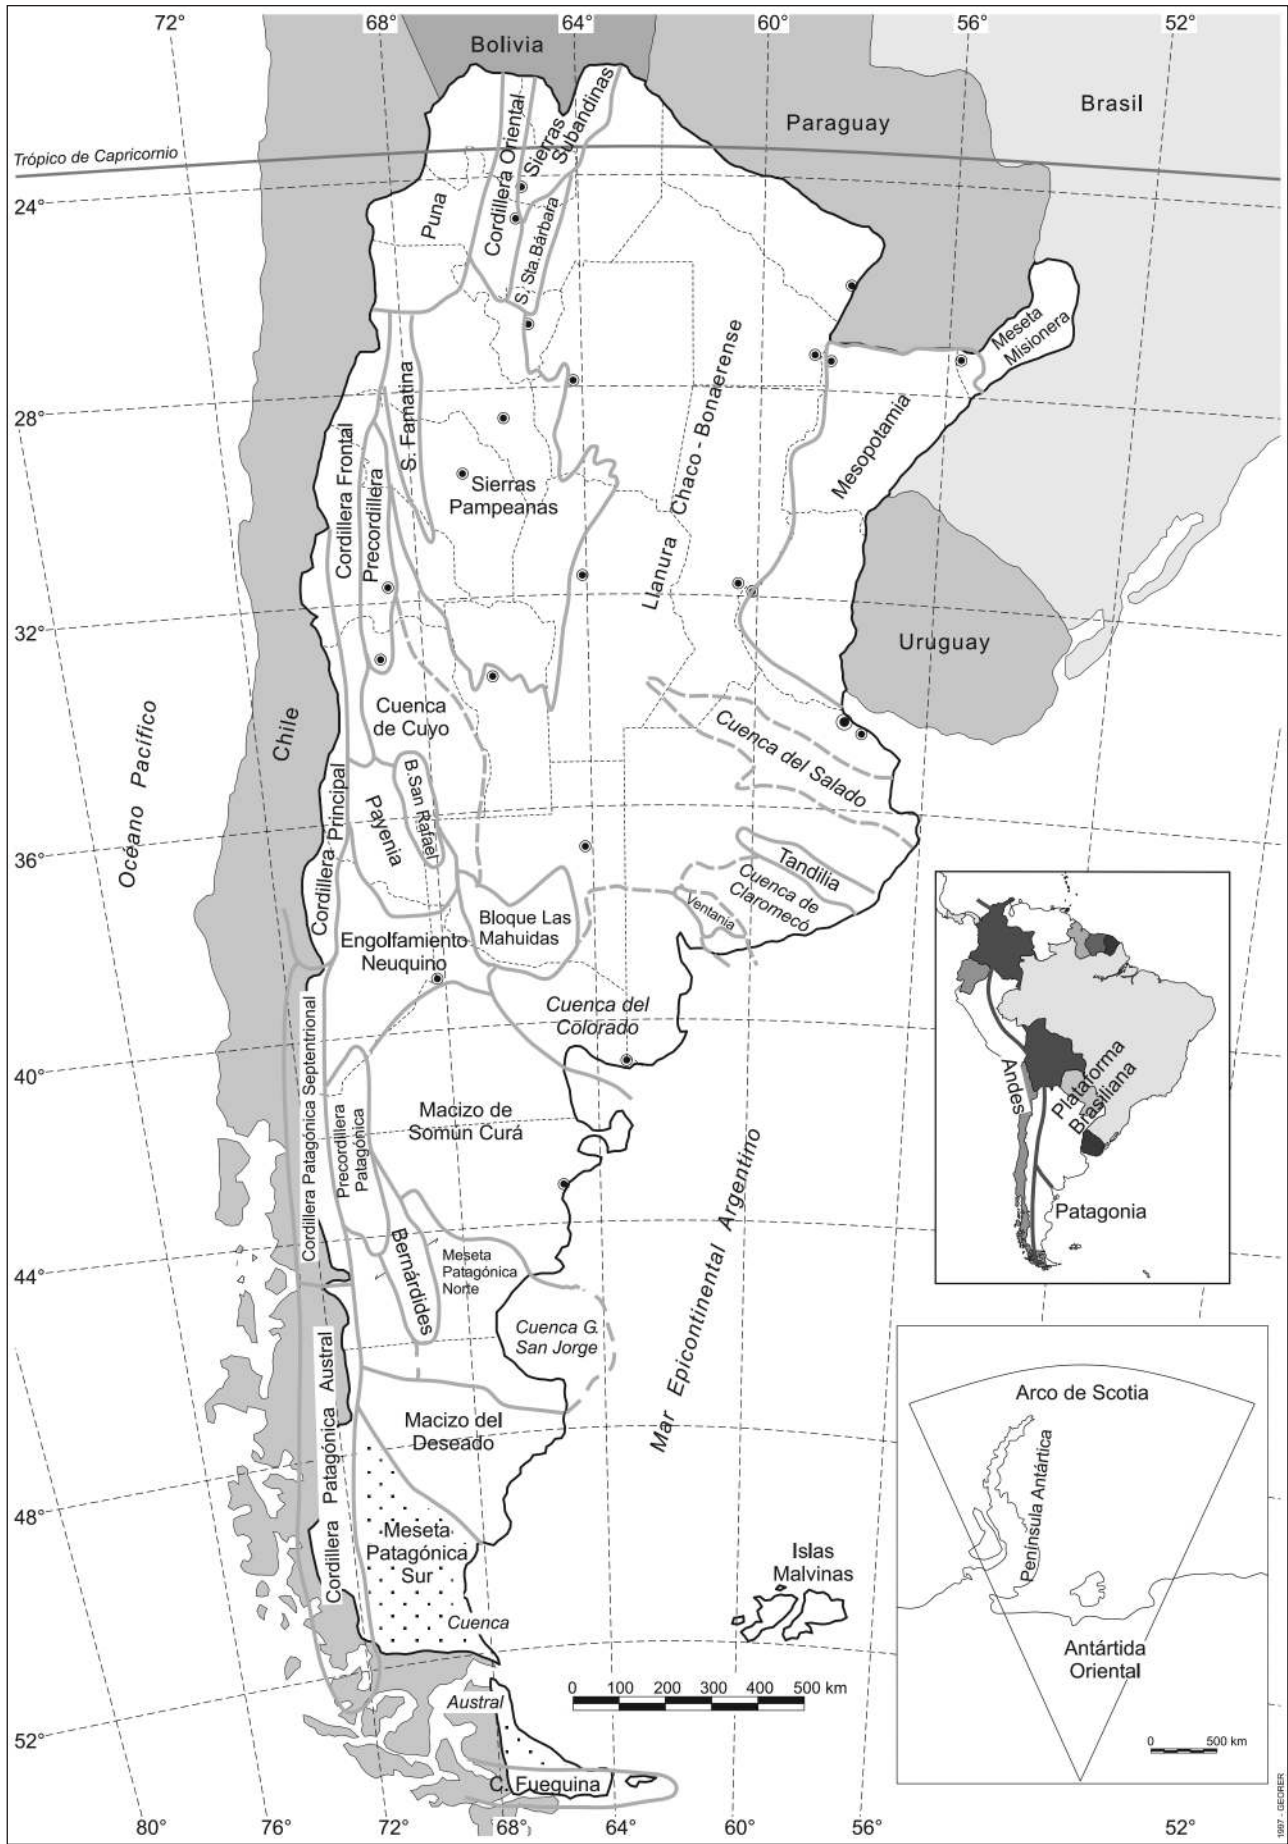 72°
68°
64°
60°
56°
52°
Bolivia
Brasil
Paraguay
Trópico de Capricornio
24°
Puna
Cordillera Oriental
Sierras
Subandinas
S. Sta.Bárbara
Meseta
Misionera
28°
Cordillera Frontal
Precordillera
S. Famatina
Sierras
Pampeanas
Llanura Chaco - Bonaerense
Mesopotamia
32°
Uruguay
Océano Pacífico
Chile
Cuenca
de Cuyo
Cuenca del Salado
36°
Cordillera Principal
Payenia
B.San Rafael
Tandilia
Cuenca de
Claromecó
Ventania
Bloque Las
Mahuidas
Engolfamiento
Neuquino
Cuenca del
Colorado
40°
Cordillera Patagónica Septentrional
Precordillera
Patagónica
Macizo de
Somún Curá
Mar Epicontinental Argentino
Andes
Plataforma
Brasiliana
Patagonia
44°
Bernárdides
Meseta
Patagónica
Norte
Cuenca G.
San Jorge
Cordillera Patagónica Austral
Macizo del
Deseado
Arco de Scotia
Península Antártica
Antártida
Oriental
0 500 km
48°
Meseta
Patagónica
Sur
Cuenca
Islas
Malvinas
0 100 200 300 400 500 km
Austral
52°
C. Fueguina
80°
76°
72°
68°
64°
60°
56°
52°
1997 - GEORER